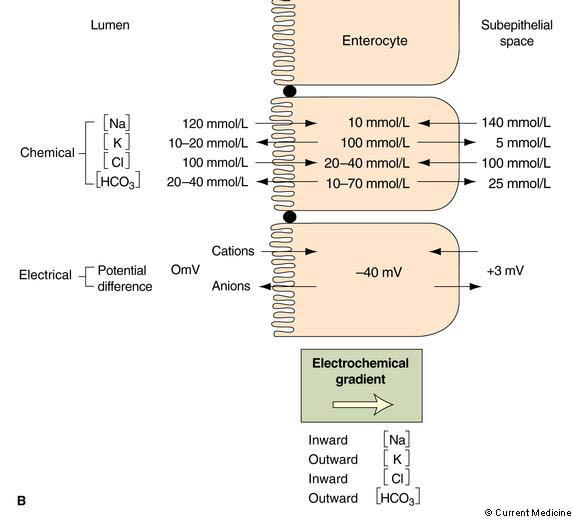 Lumen
Enterocyte
Subepithelial
space
Chemical
[Na] 120 mmol/L 10 mmol/L 140 mmol/L
[K] 10–20 mmol/L 100 mmol/L 5 mmol/L
[Cl] 100 mmol/L 20–40 mmol/L 100 mmol/L
[HCO3] 20–40 mmol/L 10–70 mmol/L 25 mmol/L
Electrical
Potential
difference
OmV
Cations
Anions
–40 mV
+3 mV
Electrochemical
gradient
Inward [Na]
Outward [K]
Inward [Cl]
Outward [HCO3]
B
© Current Medicine